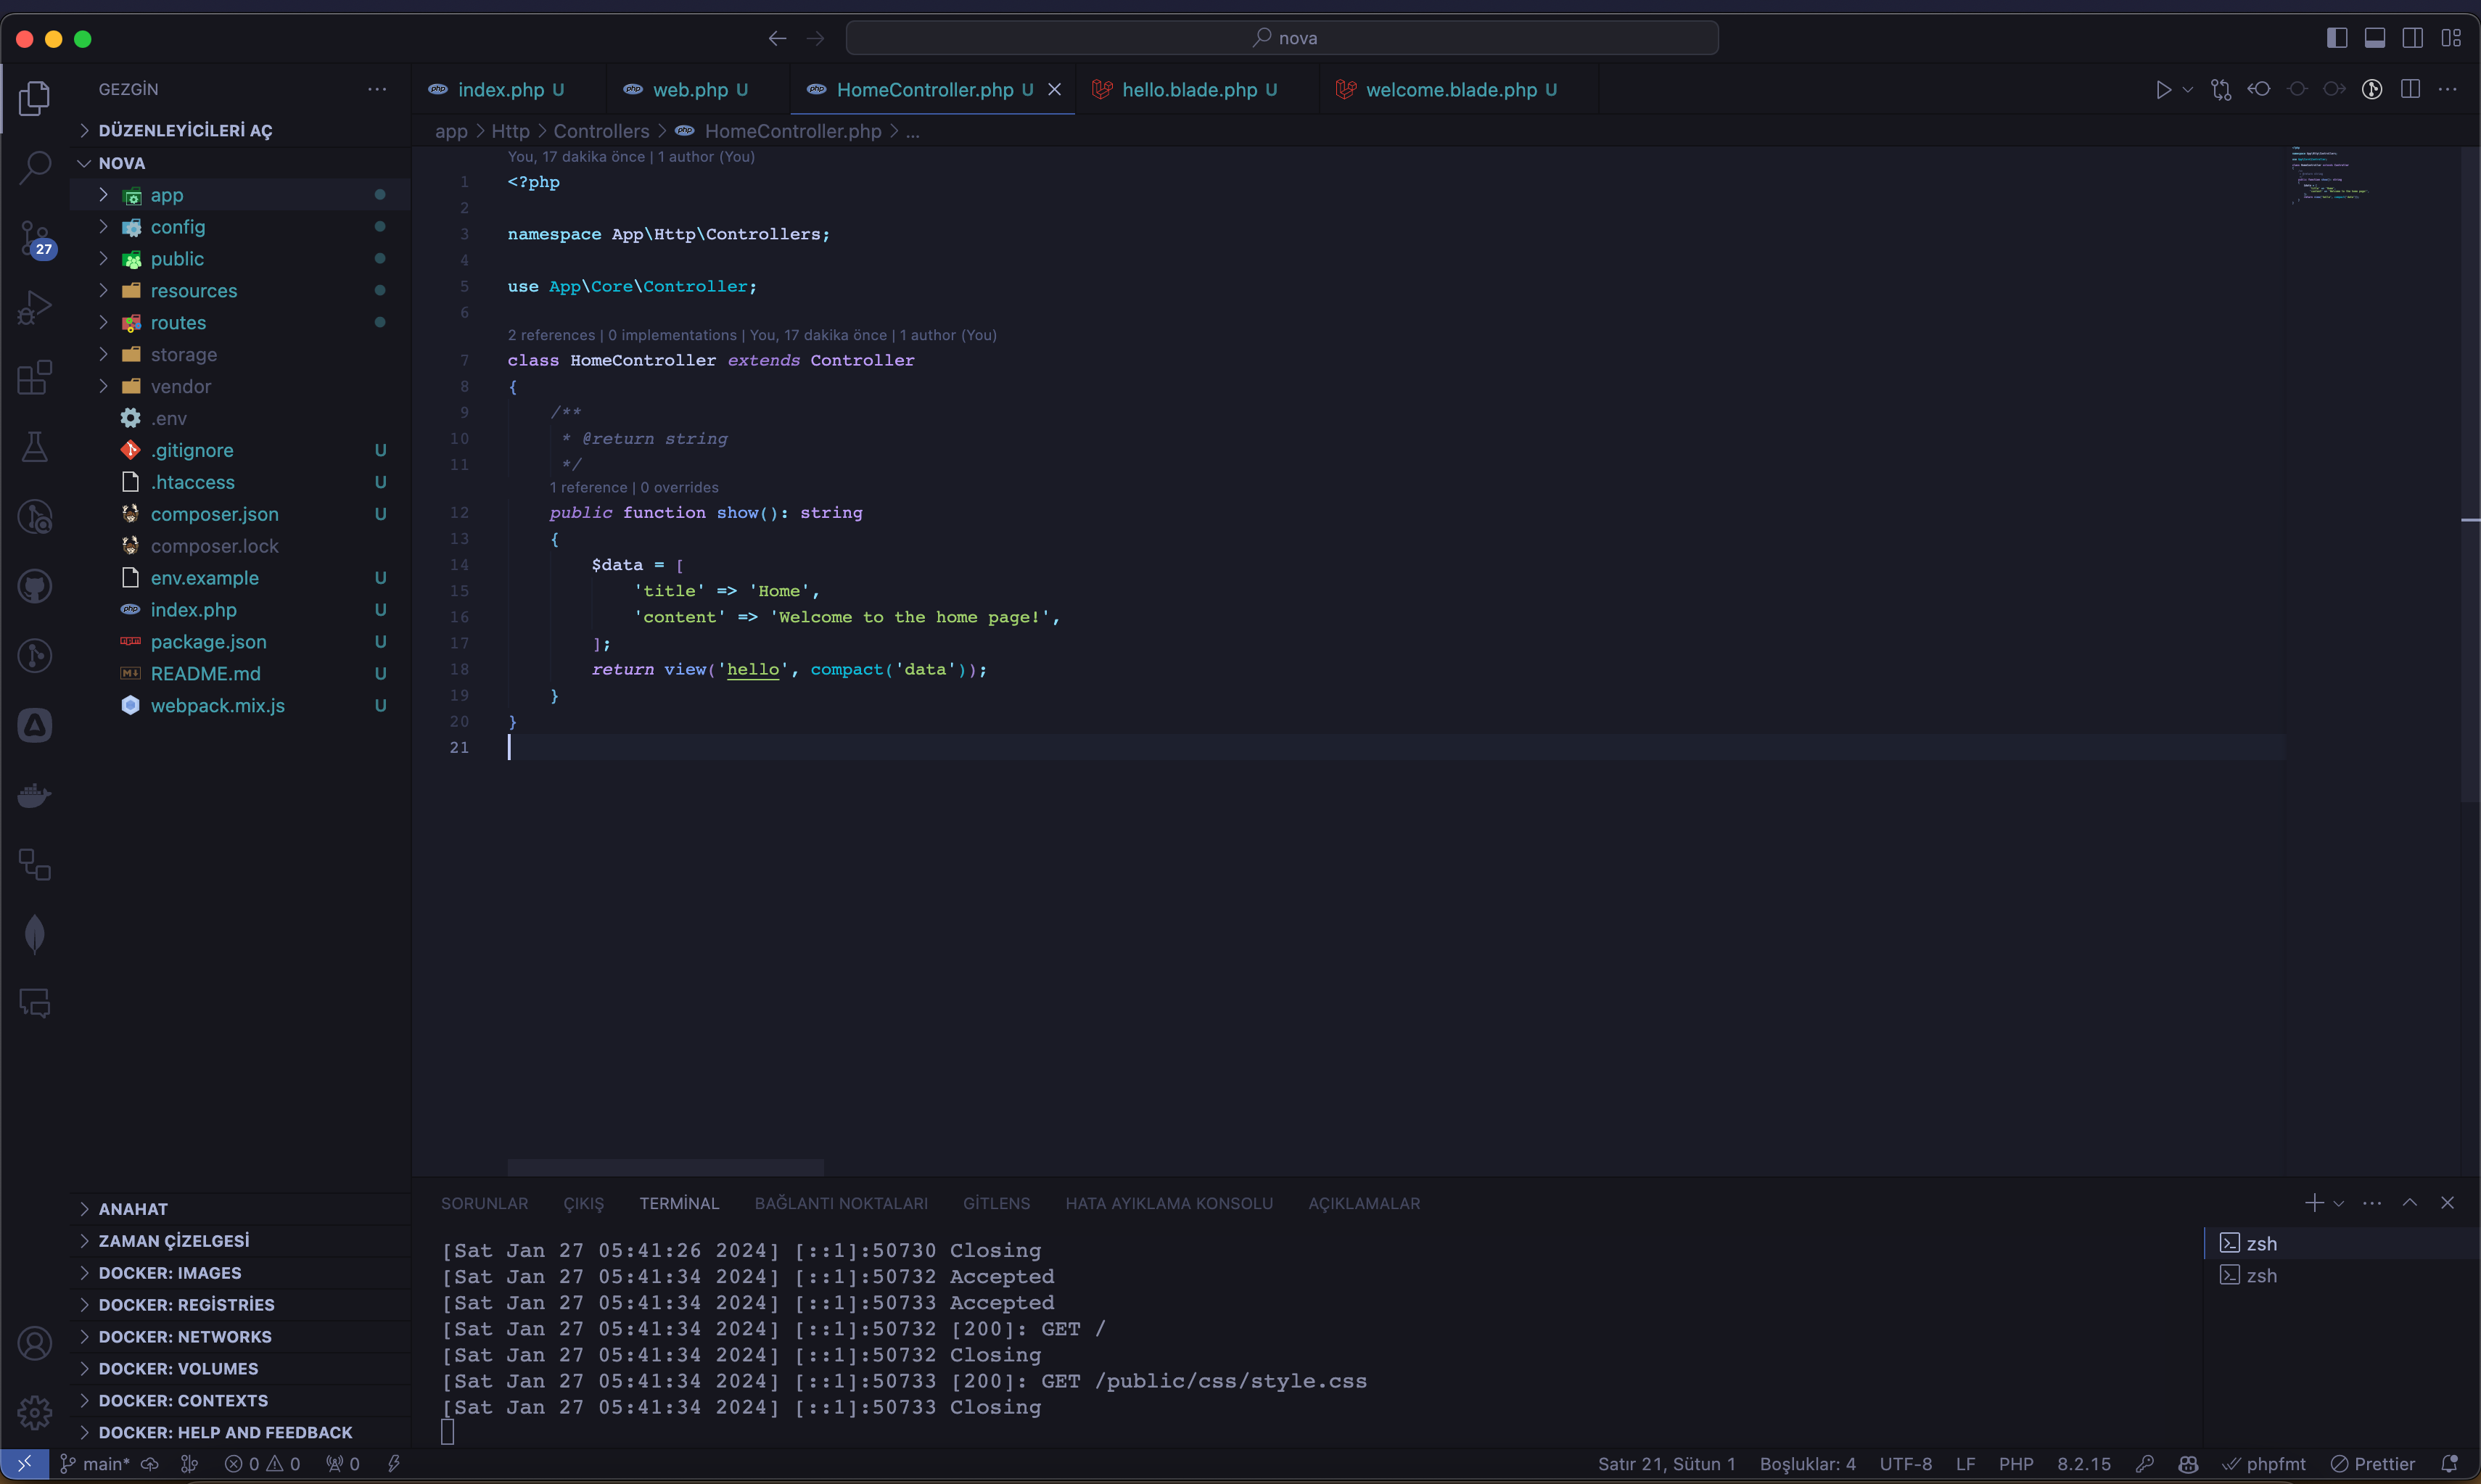 nova
GEZGİN
DÜZENLEYİCİLERİ AÇ
NOVA
app
config
public
resources
routes
storage
vendor
.env
.gitignore U
.htaccess U
composer.json U
composer.lock
env.example U
index.php U
package.json U
README.md U
webpack.mix.js U
27
ANAHAT
ZAMAN ÇİZELGESİ
DOCKER: IMAGES
DOCKER: REGİSTRİES
DOCKER: NETWORKS
DOCKER: VOLUMES
DOCKER: CONTEXTS
DOCKER: HELP AND FEEDBACK
index.php U web.php U HomeController.php U hello.blade.php U welcome.blade.php U
app > Http > Controllers > HomeController.php > ...
You, 17 dakika önce | 1 author (You)
1 <?php
2
3 namespace App\Http\Controllers;
4
5 use App\Core\Controller;
6
2 references | 0 implementations | You, 17 dakika önce | 1 author (You)
7 class HomeController extends Controller
8 {
9 /**
10 * @return string
11 */
1 reference | 0 overrides
12 public function show(): string
13 {
14 $data = [
15 'title' => 'Home',
16 'content' => 'Welcome to the home page!',
17 ];
18 return view('hello', compact('data'));
19 }
20 }
21
SORUNLAR ÇIKIŞ TERMİNAL BAĞLANTI NOKTALARI GİTLENS HATA AYIKLAMA KONSOLU AÇIKLAMALAR
[Sat Jan 27 05:41:26 2024] [::1]:50730 Closing
[Sat Jan 27 05:41:34 2024] [::1]:50732 Accepted
[Sat Jan 27 05:41:34 2024] [::1]:50733 Accepted
[Sat Jan 27 05:41:34 2024] [::1]:50732 [200]: GET /
[Sat Jan 27 05:41:34 2024] [::1]:50732 Closing
[Sat Jan 27 05:41:34 2024] [::1]:50733 [200]: GET /public/css/style.css
[Sat Jan 27 05:41:34 2024] [::1]:50733 Closing
zsh
zsh
main* 0 0 0 Satır 21, Sütun 1 Boşluklar: 4 UTF-8 LF PHP 8.2.15 phpfmt Prettier